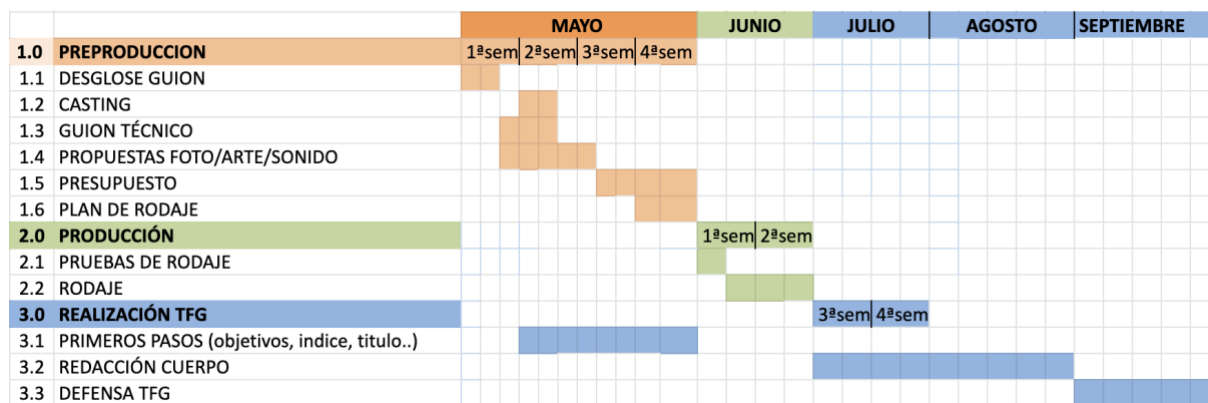 MAYO JUNIO JULIO AGOSTO SEPTIEMBRE
1.0 PREPRODUCCION 1ªsem 2ªsem 3ªsem 4ªsem
1.1 DESGLOSE GUION
1.2 CASTING
1.3 GUION TÉCNICO
1.4 PROPUESTAS FOTO/ARTE/SONIDO
1.5 PRESUPUESTO
1.6 PLAN DE RODAJE
2.0 PRODUCCIÓN 1ªsem 2ªsem
2.1 PRUEBAS DE RODAJE
2.2 RODAJE
3.0 REALIZACIÓN TFG 3ªsem 4ªsem
3.1 PRIMEROS PASOS (objetivos, indice, titulo..)
3.2 REDACCIÓN CUERPO
3.3 DEFENSA TFG